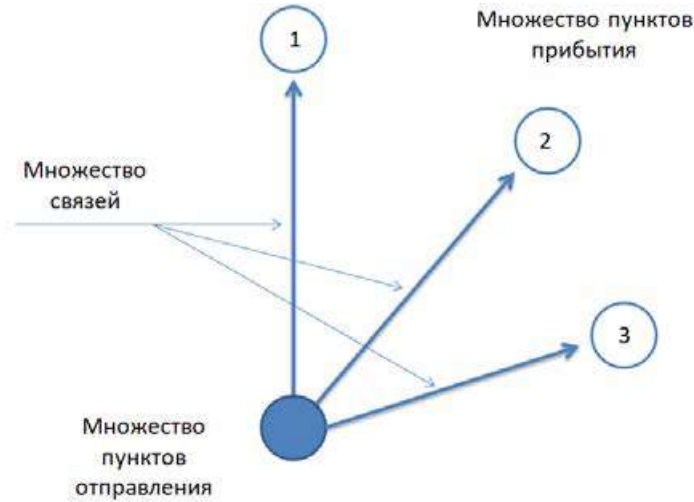 1
Множество пунктов
прибытия
2
Множество
связей
3
Множество
пунктов
отправления